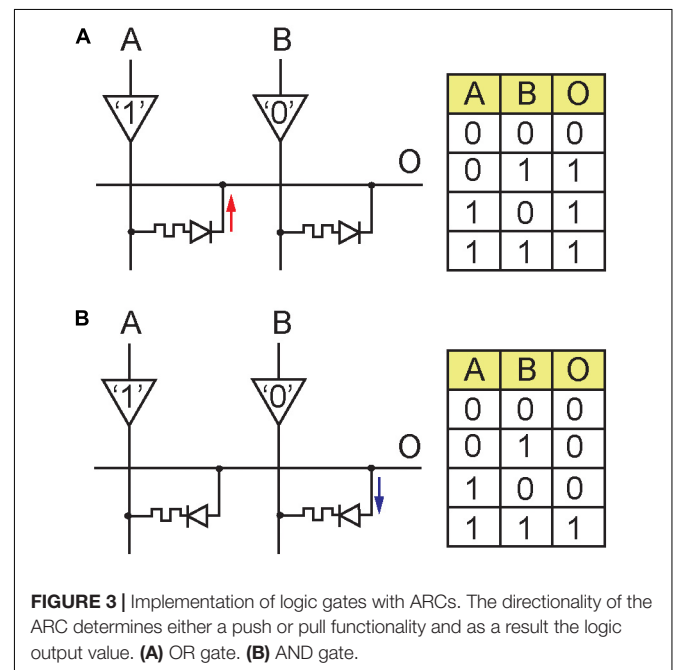 A A B
'1' '0'
O
A B O
0 0 0
0 1 1
1 0 1
1 1 1
B A B
'1' '0'
O
A B O
0 0 0
0 1 0
1 0 0
1 1 1
FIGURE 3 | Implementation of logic gates with ARCs. The directionality of the
ARC determines either a push or pull functionality and as a result the logic
output value. (A) OR gate. (B) AND gate.